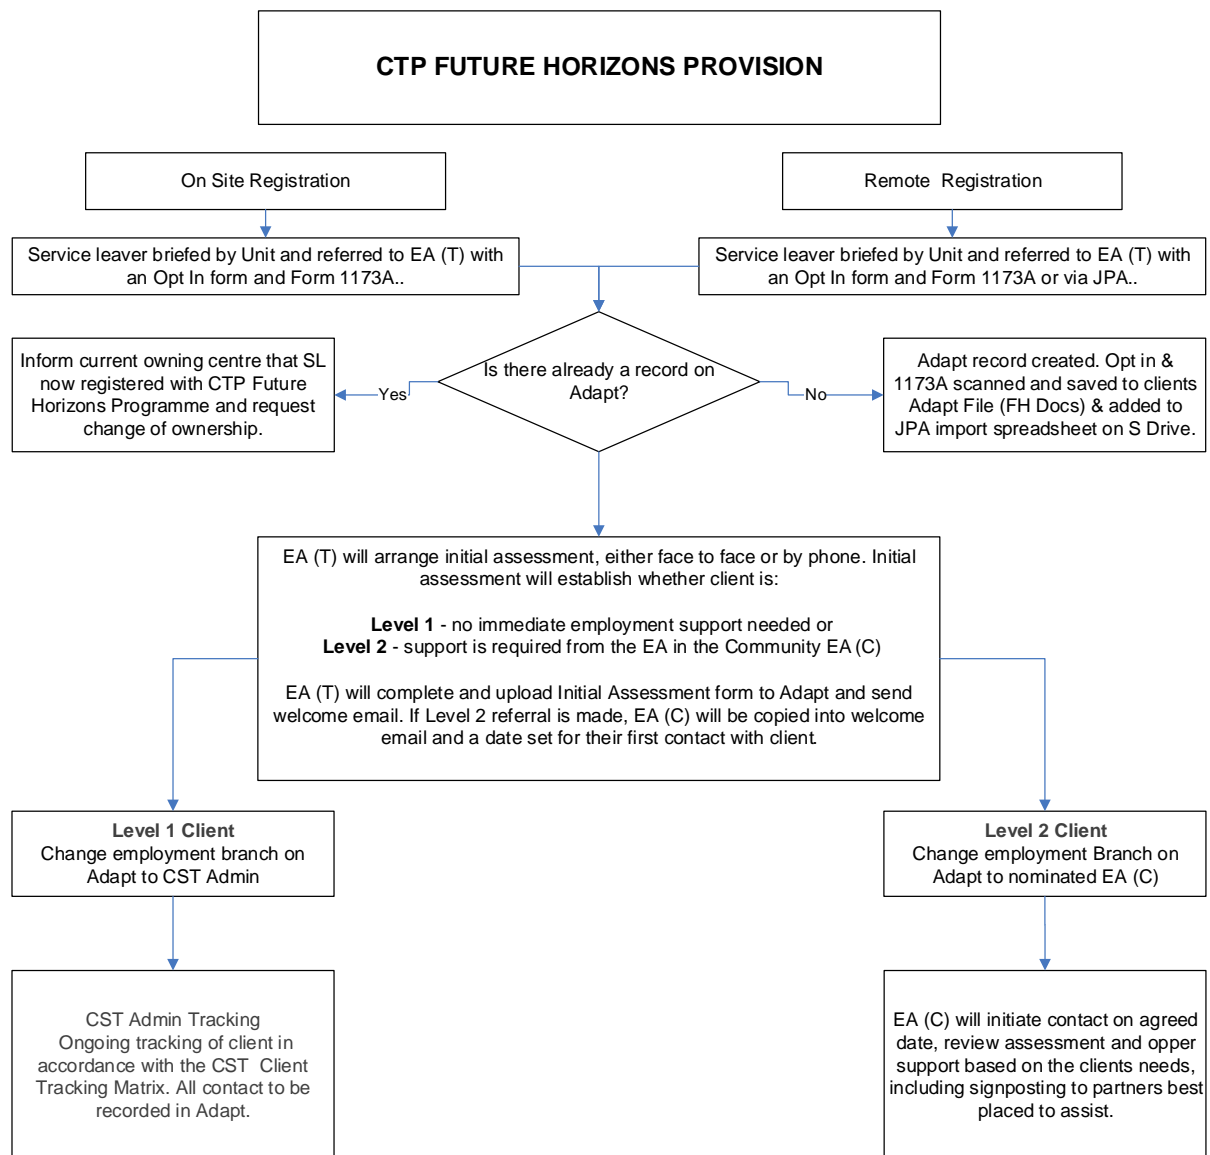 CTP FUTURE HORIZONS PROVISION
On Site Registration
Remote Registration
Service leaver briefed by Unit and referred to EA (T) with
an Opt In form and Form 1173A..
Service leaver briefed by Unit and referred to EA (T) with
an Opt In form and Form 1173A or via JPA..
Inform current owning centre that SL
now registered with CTP Future
Horizons Programme and request
change of ownership.
Yes
Is there already a record on
Adapt?
No
Adapt record created. Opt in &
1173A scanned and saved to clients
Adapt File (FH Docs) & added to
JPA import spreadsheet on S Drive.
EA (T) will arrange initial assessment, either face to face or by phone. Initial
assessment will establish whether client is:
Level 1 - no immediate employment support needed or
Level 2 - support is required from the EA in the Community EA (C)
EA (T) will complete and upload Initial Assessment form to Adapt and send
welcome email. If Level 2 referral is made, EA (C) will be copied into welcome
email and a date set for their first contact with client.
Level 1 Client
Change employment branch on
Adapt to CST Admin
Level 2 Client
Change employment Branch on
Adapt to nominated EA (C)
CST Admin Tracking
Ongoing tracking of client in
accordance with the CST Client
Tracking Matrix. All contact to be
recorded in Adapt.
EA (C) will initiate contact on agreed
date, review assessment and opper
support based on the clients needs,
including signposting to partners best
placed to assist.